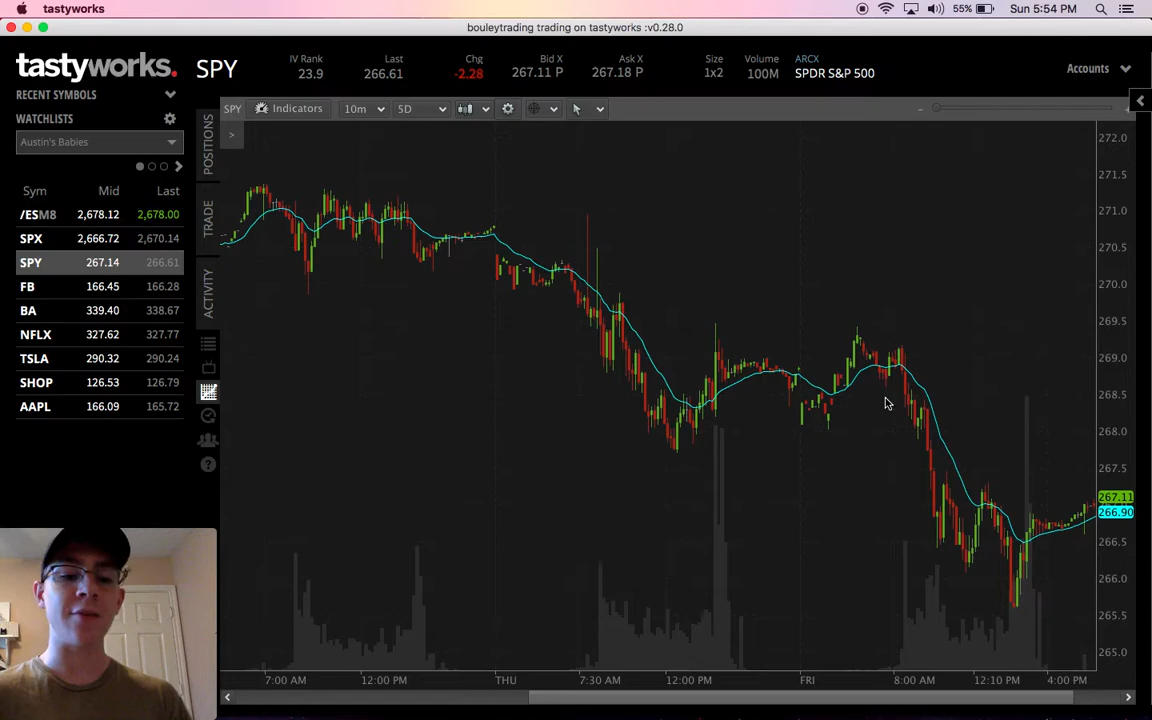 tastyworks
55%
Sun 5:54 PM
bouleytrading trading on tastyworks :v0.28.0
tastyworks.
SPY
IV Rank
23.9
Last
266.61
Chg
-2.28
Bid X
267.11 P
Ask X
267.18 P
Size
1x2
Volume
100M
ARCX
SPDR S&P 500
Accounts
RECENT SYMBOLS
WATCHLISTS
Austin's Babies
Sym Mid Last
/ESM8 2,678.12 2,678.00
SPX 2,666.72 2,670.14
SPY 267.14 266.61
FB 166.45 166.28
BA 339.40 338.67
NFLX 327.62 327.77
TSLA 290.32 290.24
SHOP 126.53 126.79
AAPL 166.09 165.72
POSITIONS
TRADE
ACTIVITY
SPY Indicators 10m 5D
272.0
271.5
271.0
270.5
270.0
269.5
269.0
268.5
268.0
267.5
267.11
266.90
266.5
266.0
265.5
265.0
7:00 AM 12:00 PM THU 7:30 AM 12:00 PM FRI 8:00 AM 12:10 PM 4:00 PM